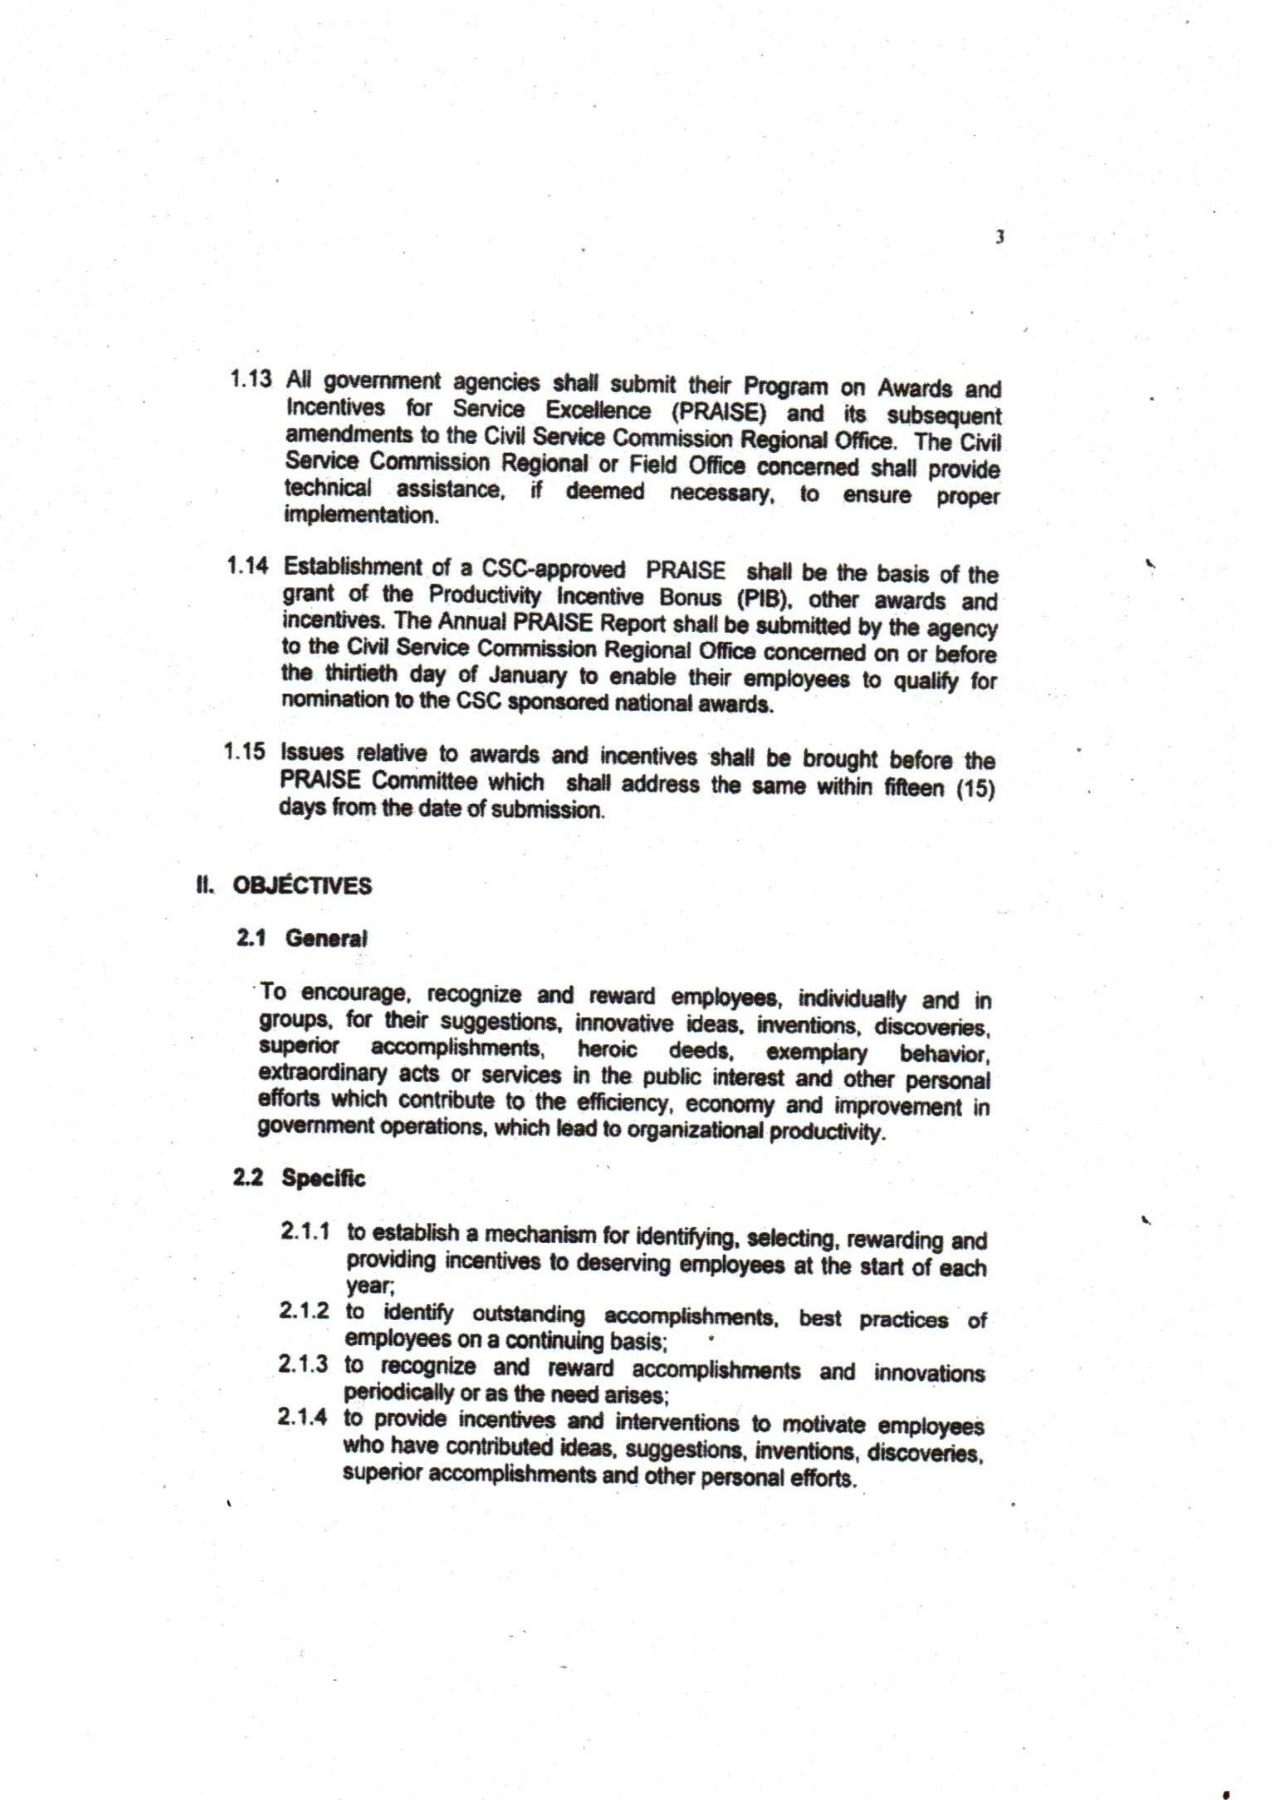 3
1.13 All government agencies shall submit their Program on Awards and
Incentives for Service Excellence (PRAISE) and its subsequent
amendments to the Civil Service Commission Regional Office. The Civil
Service Commission Regional or Field Office concerned shall provide
technical assistance, if deemed necessary, to ensure proper
implementation.
1.14 Establishment of a CSC-approved PRAISE shall be the basis of the
grant of the Productivity Incentive Bonus (PIB), other awards and
incentives. The Annual PRAISE Report shall be submitted by the agency
to the Civil Service Commission Regional Office concerned on or before
the thirtieth day of January to enable their employees to qualify for
nomination to the CSC sponsored national awards.
1.15 Issues relative to awards and incentives shall be brought before the
PRAISE Committee which shall address the same within fifteen (15)
days from the date of submission.
II. OBJECTIVES
2.1 General
To encourage, recognize and reward employees, individually and in
groups, for their suggestions, innovative ideas, inventions, discoveries,
superior accomplishments, heroic deeds, exemplary behavior,
extraordinary acts or services in the public interest and other personal
efforts which contribute to the efficiency, economy and improvement in
government operations, which lead to organizational productivity.
2.2 Specific
2.1.1 to establish a mechanism for identifying, selecting, rewarding and
providing incentives to deserving employees at the start of each
year;
2.1.2 to identify outstanding accomplishments, best practices of
employees on a continuing basis;
2.1.3 to recognize and reward accomplishments and innovations
periodically or as the need arises;
2.1.4 to provide incentives and interventions to motivate employees
who have contributed ideas, suggestions, inventions, discoveries,
superior accomplishments and other personal efforts.